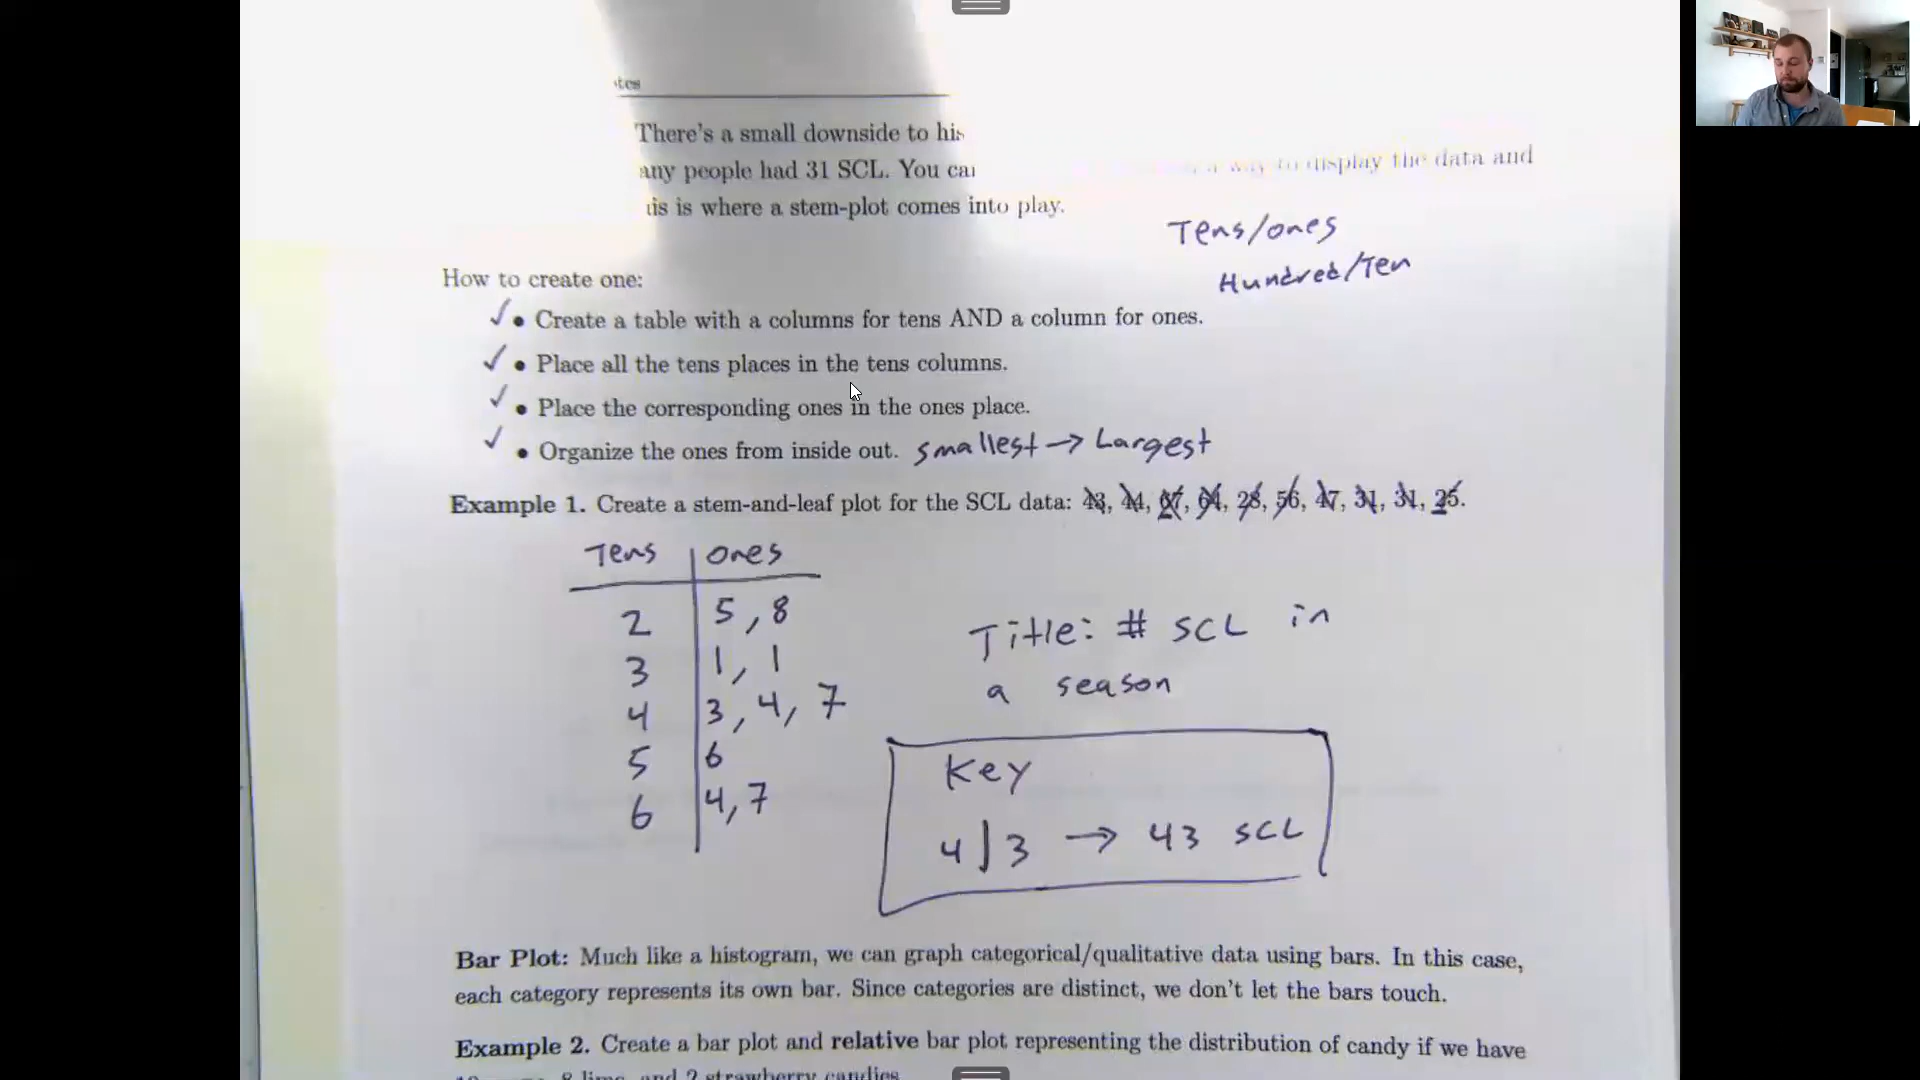 There's a small downside to his
any people had 31 SCL. You can
a way to display the data and
is is where a stem-plot comes into play.
Tens/ones
Hundred/Ten
How to create one:
✓ • Create a table with a columns for tens AND a column for ones.
✓ • Place all the tens places in the tens columns.
✓ • Place the corresponding ones in the ones place.
✓ • Organize the ones from inside out. smallest → Largest
Example 1. Create a stem-and-leaf plot for the SCL data: 43, 44, 67, 64, 28, 56, 47, 31, 31, 25.
Tens | ones
2 | 5, 8
3 | 1, 1
4 | 3, 4, 7
5 | 6
6 | 4, 7
Title: # SCL in
a season
Key
4 | 3 → 43 SCL
Bar Plot: Much like a histogram, we can graph categorical/qualitative data using bars. In this case,
each category represents its own bar. Since categories are distinct, we don't let the bars touch.
Example 2. Create a bar plot and relative bar plot representing the distribution of candy if we have
8 lime, and 2 strawberry candies